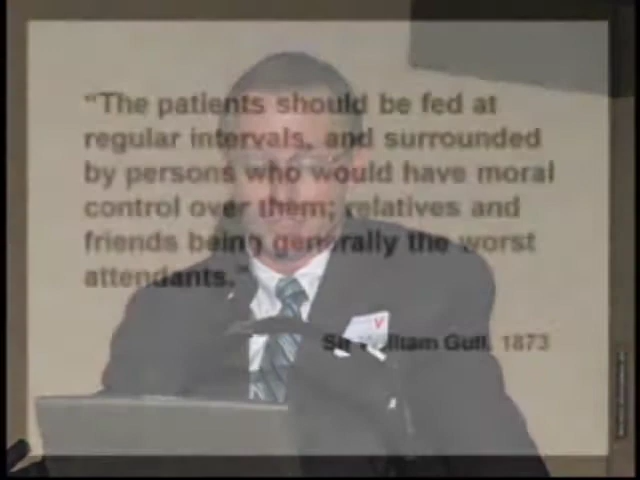 "The patients should be fed at
regular intervals, and surrounded
by persons who would have moral
control over them; relatives and
friends being generally the worst
attendants."
Sir William Gull, 1873
V